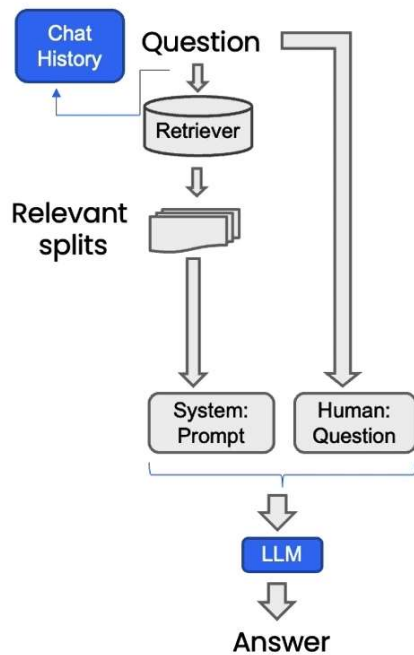 Chat
History
Question
Retriever
Relevant
splits
System:
Prompt
Human:
Question
LLM
Answer